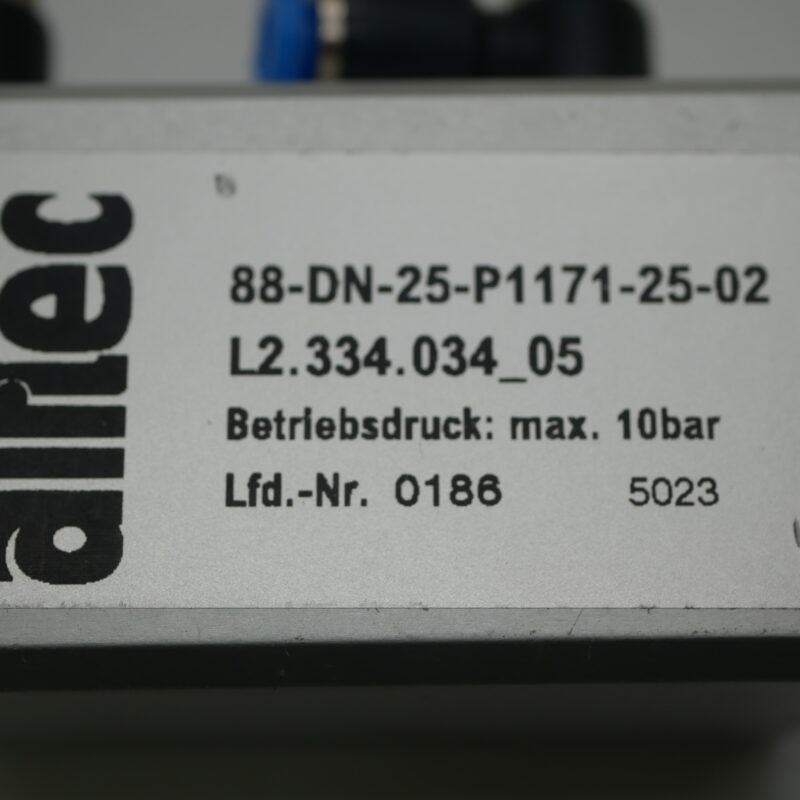 airtec
88-DN-25-P1171-25-02
L2.334.034_05
Betriebsdruck: max. 10bar
Lfd.-Nr. 0186 5023